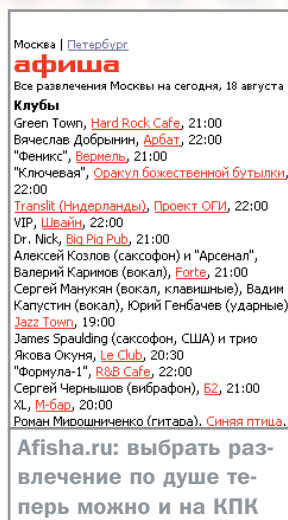 Москва | Петербург
афиша
Все развлечения Москвы на сегодня, 18 августа
Клубы
Green Town, Hard Rock Cafe, 21:00
Вячеслав Добрынин, Арбат, 22:00
"Феникс", Вермель, 21:00
"Ключевая", Оракул божественной бутылки,
22:00
Translit (Нидерланды), Проект ОГИ, 22:00
VIP, Швайн, 22:00
Dr. Nick, Big Pig Pub, 21:00
Алексей Козлов (саксофон) и "Арсенал",
Валерий Каримов (вокал), Forte, 21:00
Сергей Манукян (вокал, клавишные), Вадим
Капустин (вокал), Юрий Генбачев (ударные)
Jazz Town, 19:00
James Spaulding (саксофон, США) и трио
Якова Окуня, Le Club, 20:30
"Формула-1", R&B Cafe, 22:00
Сергей Чернышов (вибрафон), Б2, 21:00
XL, М-бар, 20:00
Роман Мирошниченко (гитара), Синяя птица,
Afisha.ru: выбрать раз-
влечение по душе те-
перь можно и на КПК